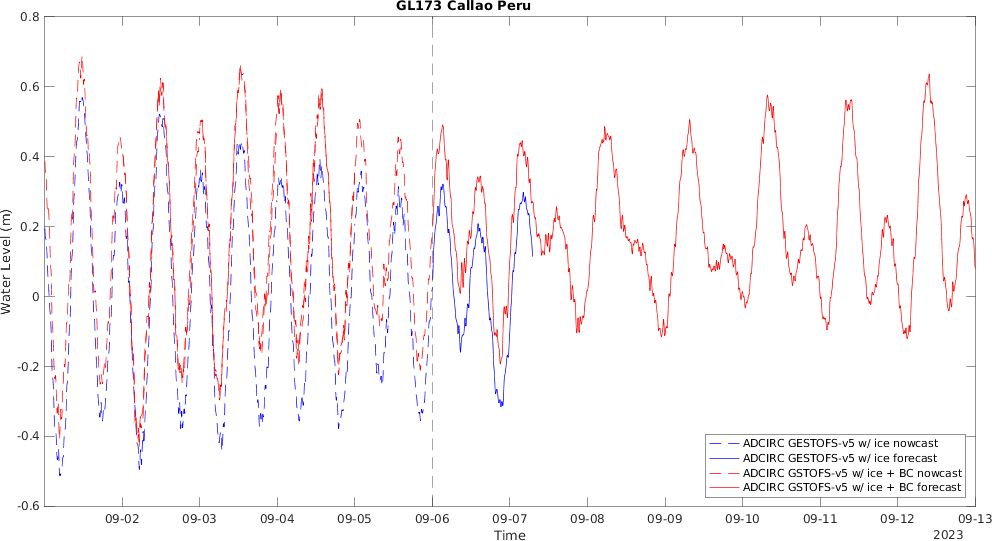 GL173 Callao Peru
0.8
0.6
0.4
0.2
0
-0.2
-0.4
-0.6
Water Level (m)
ADCIRC GESTOFS-v5 w/ ice nowcast
ADCIRC GESTOFS-v5 w/ ice forecast
ADCIRC GSTOFS-v5 w/ ice + BC nowcast
ADCIRC GSTOFS-v5 w/ ice + BC forecast
09-02 09-03 09-04 09-05 09-06 09-07 09-08 09-09 09-10 09-11 09-12 09-13
Time
2023